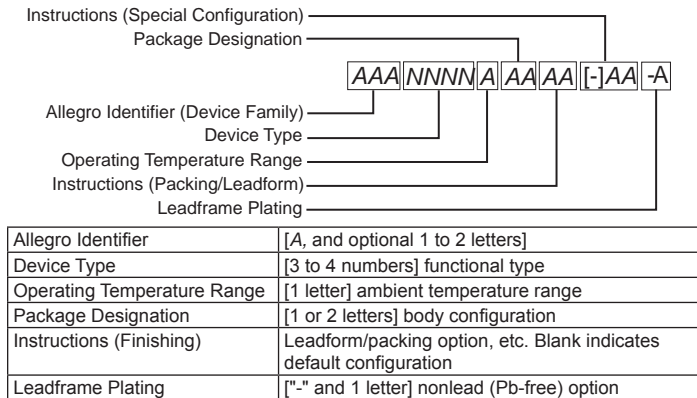 Instructions (Special Configuration)
Package Designation
AAA NNNN A AA AA [-]AA -A
Allegro Identifier (Device Family)
Device Type
Operating Temperature Range
Instructions (Packing/Leadform)
Leadframe Plating
Allegro Identifier [A, and optional 1 to 2 letters]
Device Type [3 to 4 numbers] functional type
Operating Temperature Range [1 letter] ambient temperature range
Package Designation [1 or 2 letters] body configuration
Instructions (Finishing) Leadform/packing option, etc. Blank indicates
default configuration
Leadframe Plating ["-" and 1 letter] nonlead (Pb-free) option